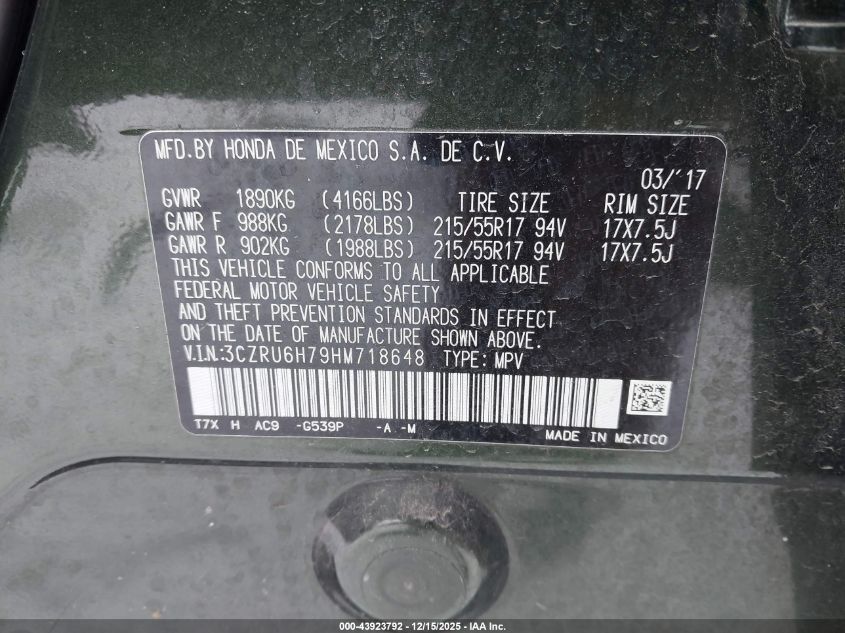 MFD.BY HONDA DE MEXICO S.A. DE C.V.
03/'17
GVWR 1890KG (4166LBS) TIRE SIZE RIM SIZE
GAWR F 988KG (2178LBS) 215/55R17 94V 17X7.5J
GAWR R 902KG (1988LBS) 215/55R17 94V 17X7.5J
THIS VEHICLE CONFORMS TO ALL APPLICABLE
FEDERAL MOTOR VEHICLE SAFETY
AND THEFT PREVENTION STANDARDS IN EFFECT
ON THE DATE OF MANUFACTURE SHOWN ABOVE.
V.I.N:3CZRU6H79HM718648 TYPE: MPV
T7X H AC9 -G539P -A -M
MADE IN MEXICO
000-43923792 - 12/15/2025 - IAA Inc.